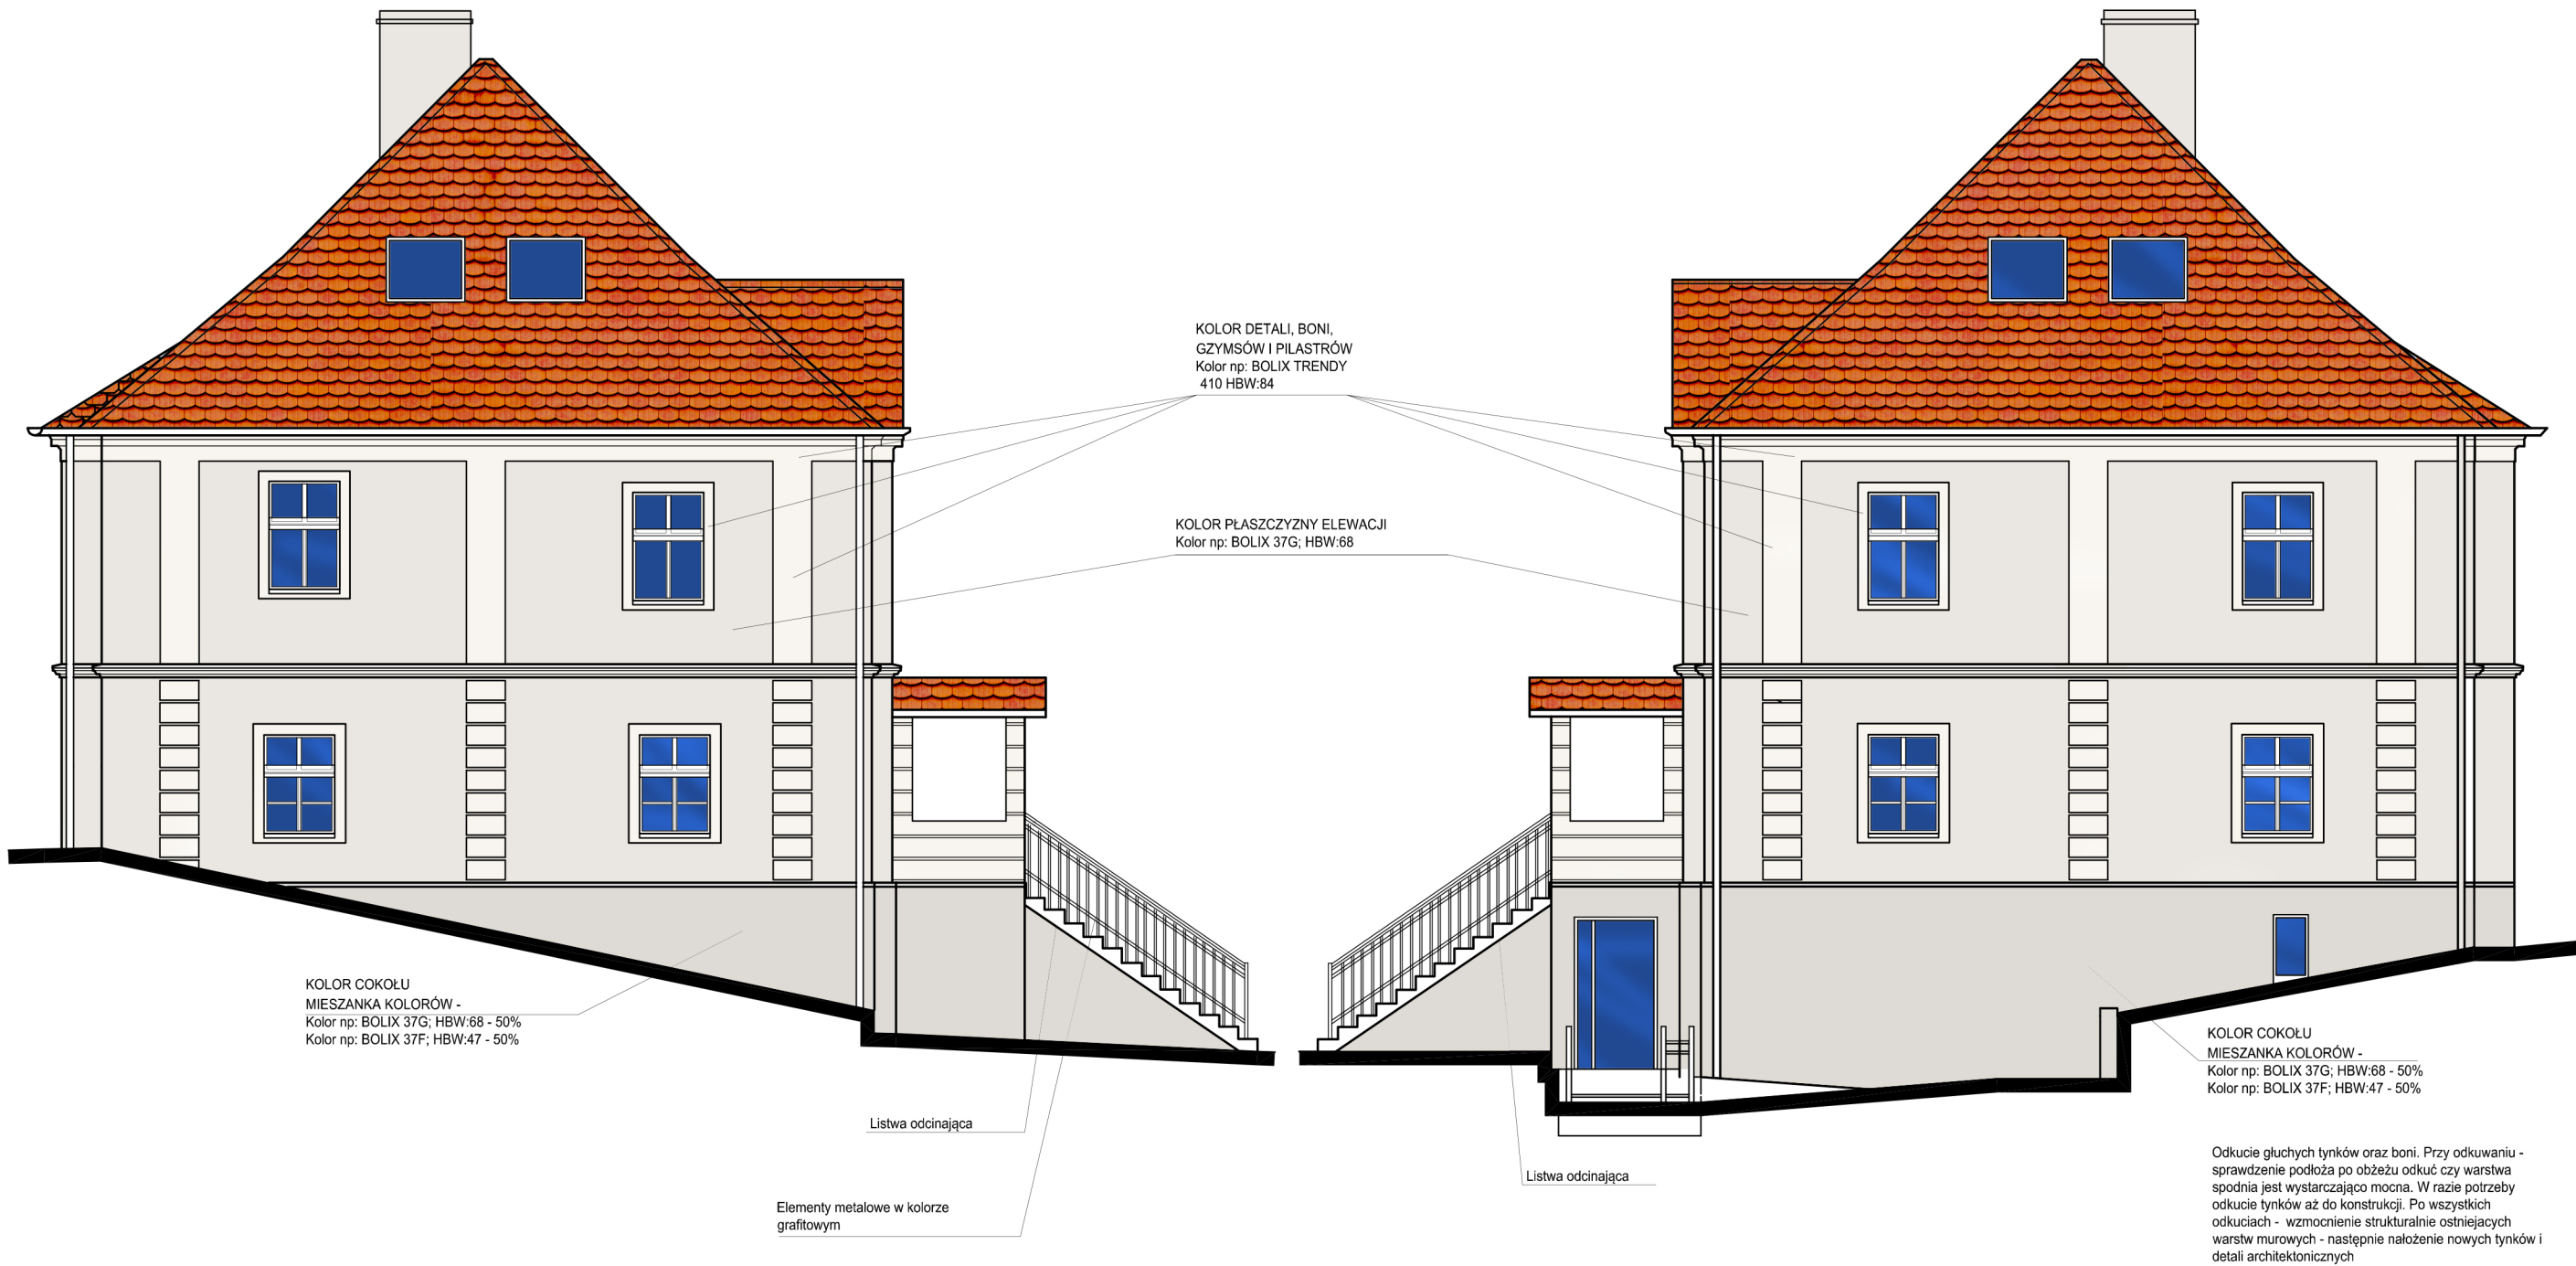 KOLOR DETALI, BONI,
GZYMSÓW I PILASTRÓW
Kolor np: BOLIX TRENDY
410 HBW:84
KOLOR PŁASZCZYZNY ELEWACJI
Kolor np: BOLIX 37G; HBW:68
KOLOR COKOŁU
MIESZANKA KOLORÓW -
Kolor np: BOLIX 37G; HBW:68 - 50%
Kolor np: BOLIX 37F; HBW:47 - 50%
Listwa odcinająca
Elementy metalowe w kolorze
grafitowym
Listwa odcinająca
KOLOR COKOŁU
MIESZANKA KOLORÓW -
Kolor np: BOLIX 37G; HBW:68 - 50%
Kolor np: BOLIX 37F; HBW:47 - 50%
Odkucie głuchych tynków oraz boni. Przy odkuwaniu -
sprawdzenie podłoża po obżeżu odkuć czy warstwa
spodnia jest wystarczająco mocna. W razie potrzeby
odkucie tynków aż do konstrukcji. Po wszystkich
odkuciach - wzmocnienie strukturalnie ostniejacych
warstw murowych - następnie nałożenie nowych tynków i
detali architektonicznych